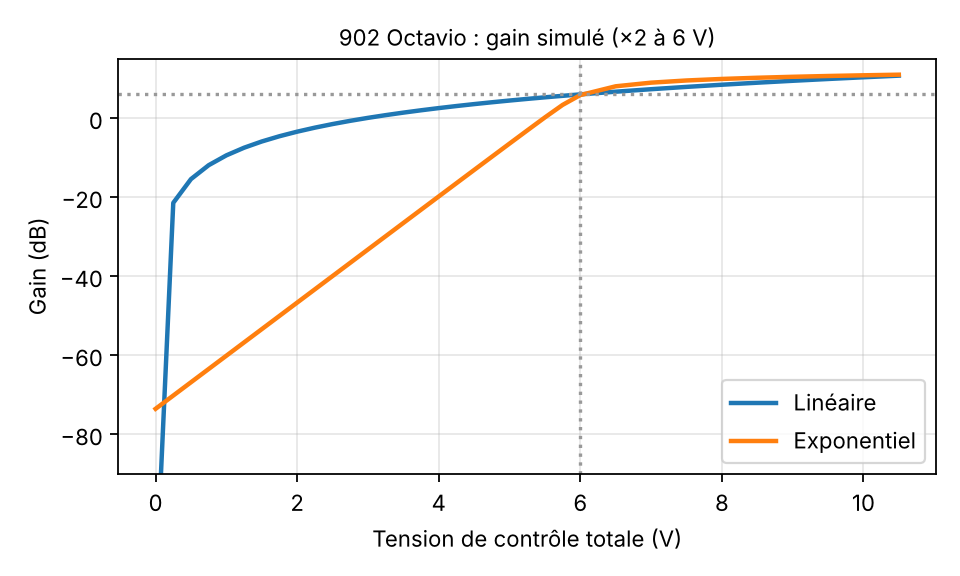 902 Octavio : gain simulé (×2 à 6 V)
0
−20
−40
−60
−80
Gain (dB)
Linéaire
Exponentiel
0 2 4 6 8 10
Tension de contrôle totale (V)